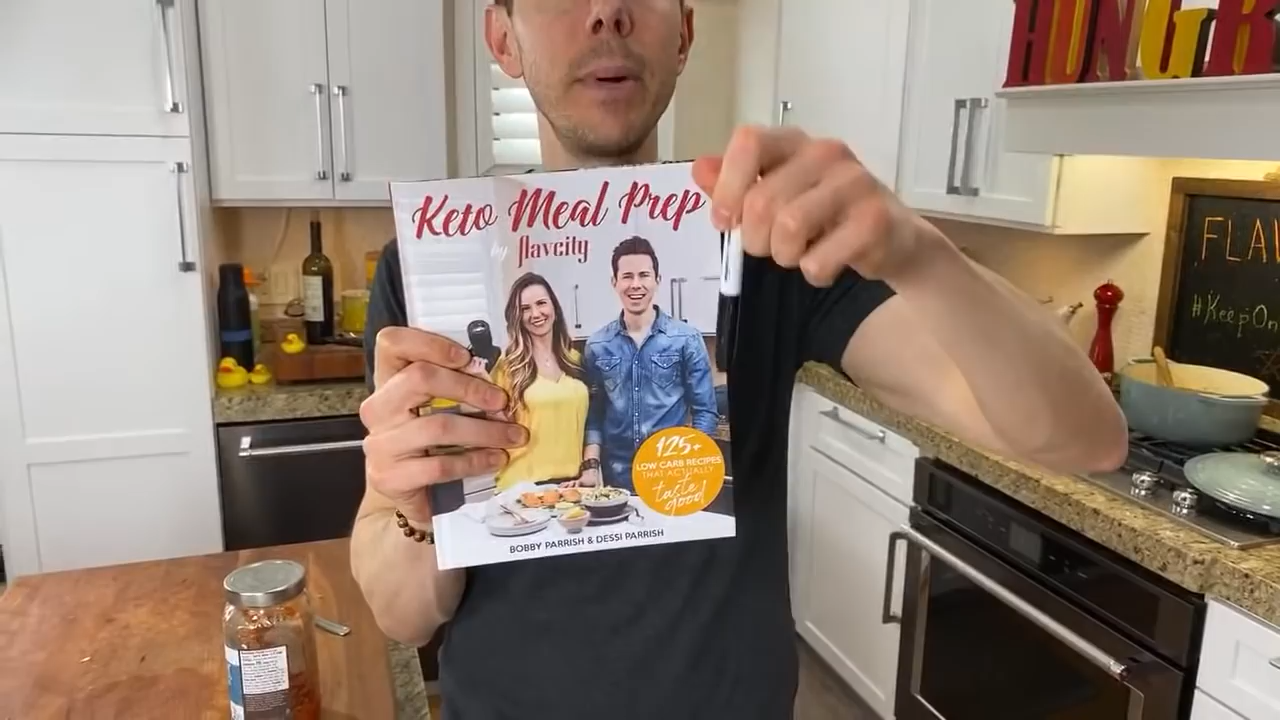 HUNGR
Keto Meal Prep
by flavcity
FLAV
#KeepOn
125+
LOW CARB RECIPES
THAT ACTUALLY
taste
good!
BOBBY PARRISH & DESSI PARRISH